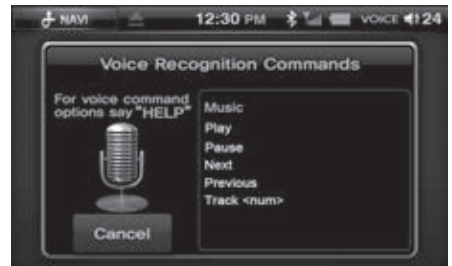 NAVI 12:30 PM VOICE 24
Voice Recognition Commands
For voice command
options say "HELP"
Music
Play
Pause
Next
Previous
Track <num>
Cancel